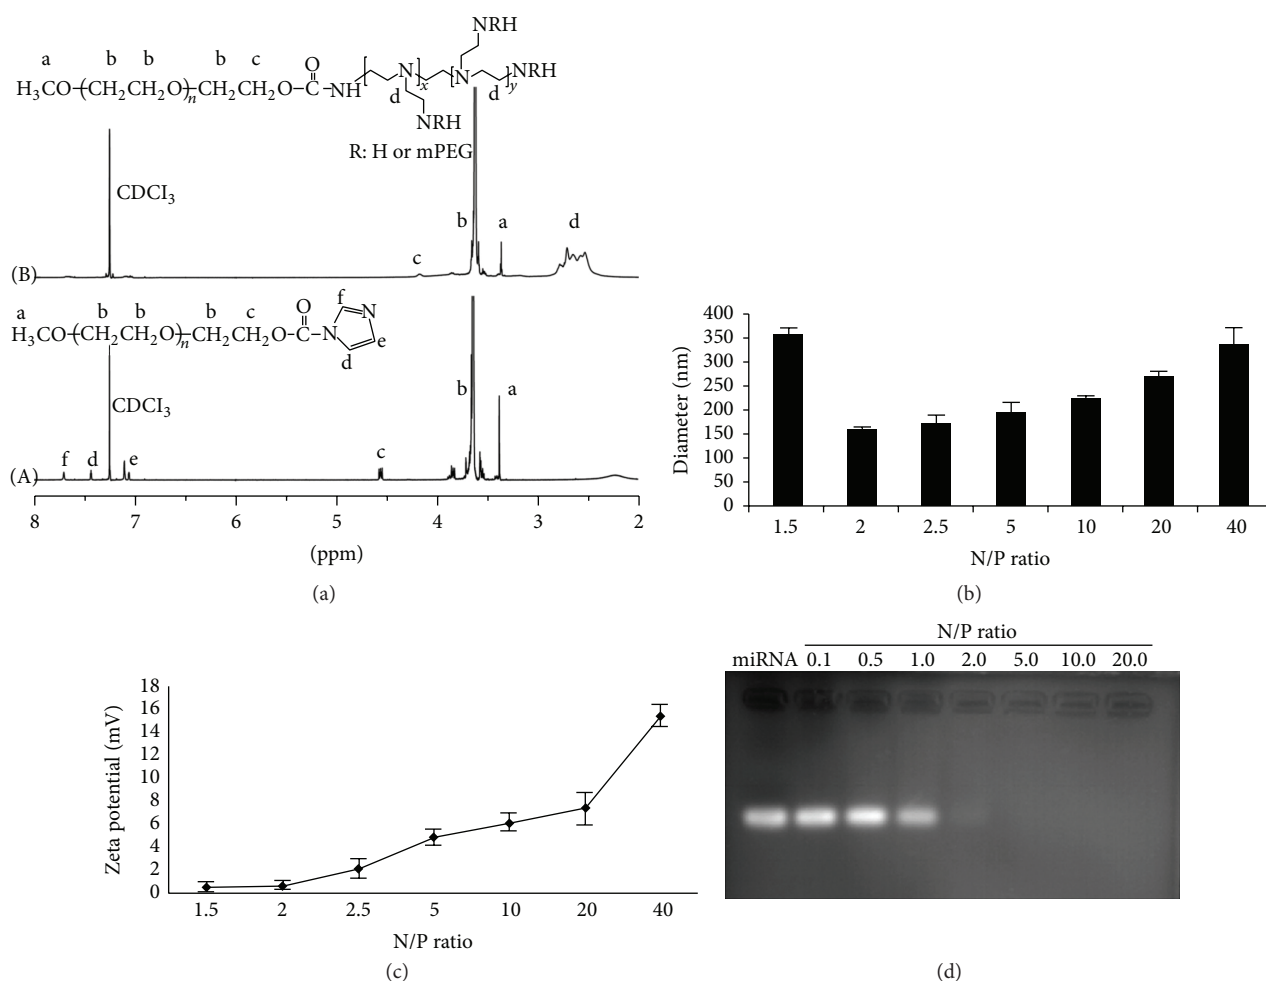 NRH
a b b b c
H3CO-(CH2CH2O)n-CH2CH2O-C-NH N x N y NRH
O
d d
NRH
R: H or mPEG
CDCI3
b a d
c
(B)
a b b b c
H3CO-(CH2CH2O)n-CH2CH2O-C-N N
O
f
e
d
CDCI3
b a
f d e c
(A)
8 7 6 5 4 3 2
(ppm)
(a)
Diameter (nm)
400
350
300
250
200
150
100
50
0
1.5 2 2.5 5 10 20 40
N/P ratio
(b)
Zeta potential (mV)
18
16
14
12
10
8
6
4
2
0
1.5 2 2.5 5 10 20 40
N/P ratio
(c)
N/P ratio
miRNA 0.1 0.5 1.0 2.0 5.0 10.0 20.0
(d)